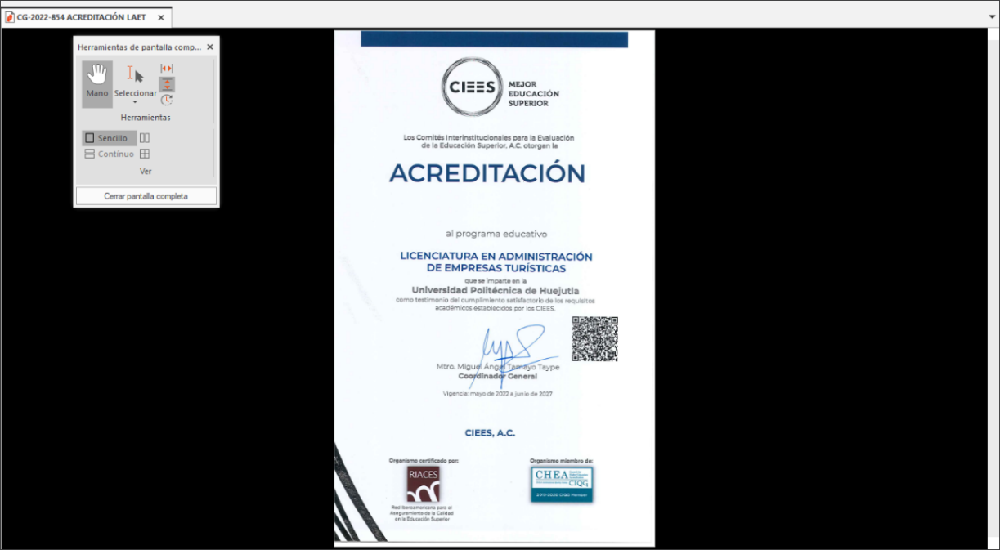 CG-2022-854 ACREDITACIÓN LAET
Herramientas de pantalla comp...
Mano
Seleccionar
Herramientas
Sencillo
Contínuo
Ver
Cerrar pantalla completa
CIEES
MEJOR
EDUCACIÓN
SUPERIOR
Los Comités Interinstitucionales para la Evaluación
de la Educación Superior, A.C. otorgan la
ACREDITACIÓN
al programa educativo
LICENCIATURA EN ADMINISTRACIÓN
DE EMPRESAS TURÍSTICAS
que se imparte en la
Universidad Politécnica de Huejutla
como testimonio del cumplimiento satisfactorio de los requisitos
académicos establecidos por los CIEES.
Mtro. Miguel Ángel Tamayo Taype
Coordinador General
Vigencia: mayo de 2022 a junio de 2027
CIEES, A.C.
Organismo certificado por:
RIACES
Red Iberoamericana para el
Aseguramiento de la Calidad
en la Educación Superior
Organismo miembro de:
CHEA
CIQG
CIQG Member